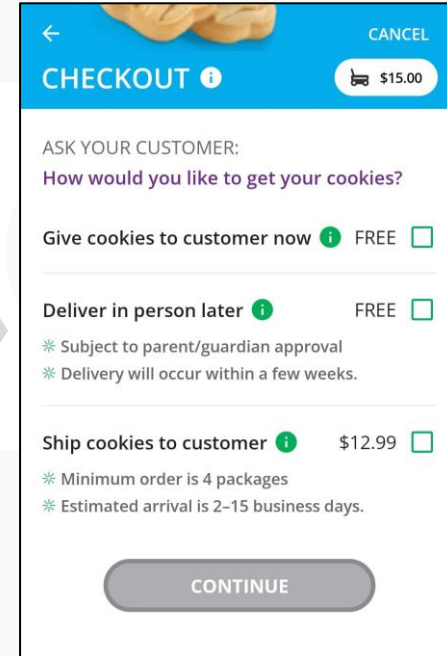 CANCEL
CHECKOUT i $15.00
ASK YOUR CUSTOMER:
How would you like to get your cookies?
Give cookies to customer now i FREE
Deliver in person later i FREE
✳ Subject to parent/guardian approval
✳ Delivery will occur within a few weeks.
Ship cookies to customer i $12.99
✳ Minimum order is 4 packages
✳ Estimated arrival is 2–15 business days.
CONTINUE